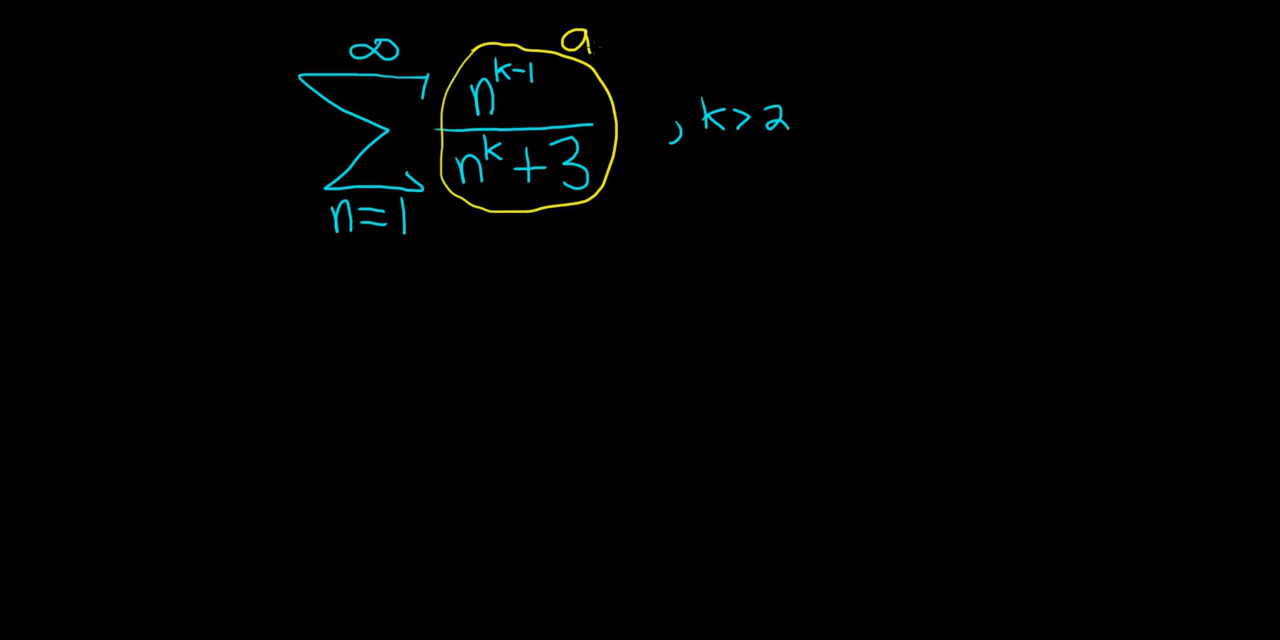 ∞ a
∑ n^{k-1} / (n^k + 3) , k > 2
n = 1